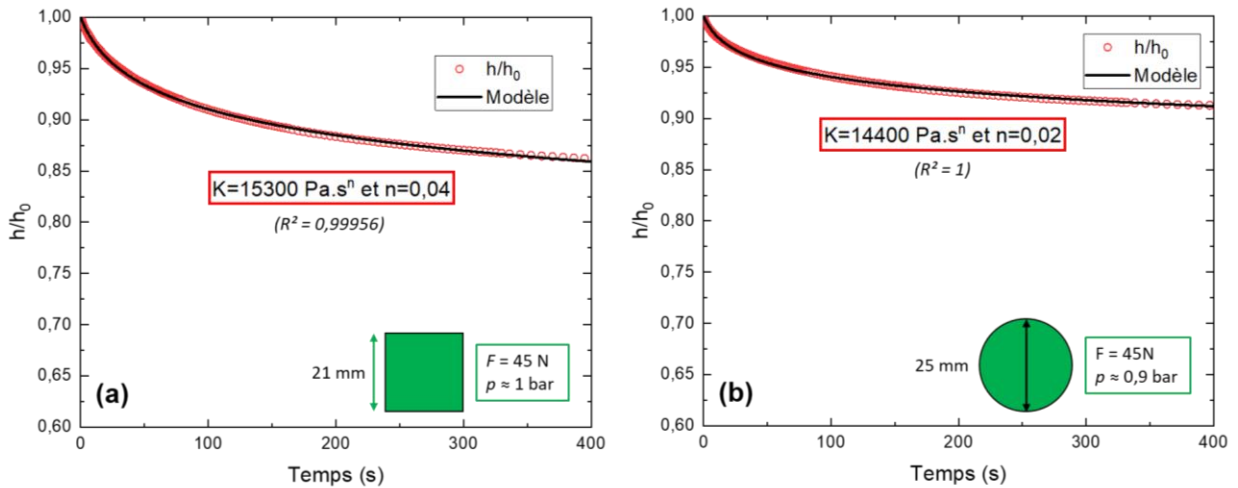 1,00
0,95
0,90
0,85
0,80
0,75
0,70
0,65
0,60
h/h0
0
100
200
300
400
Temps (s)
h/h0
Modèle
K=15300 Pa.sn et n=0,04
(R² = 0,99956)
21 mm
F = 45 N
p ≈ 1 bar
(a)
1,00
0,95
0,90
0,85
0,80
0,75
0,70
0,65
0,60
h/h0
0
100
200
300
400
Temps (s)
h/h0
Modèle
K=14400 Pa.sn et n=0,02
(R² = 1)
25 mm
F = 45N
p ≈ 0,9 bar
(b)